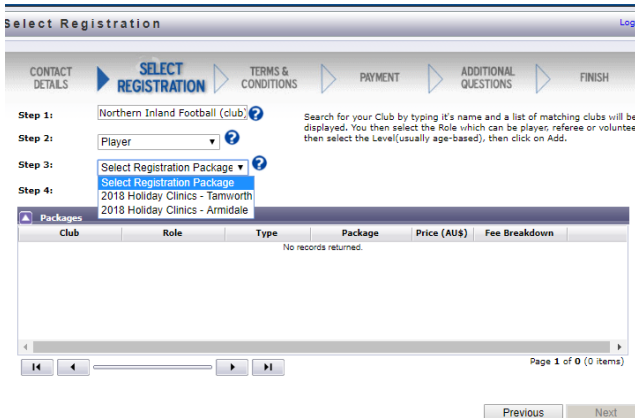 Select Registration
Log
CONTACT DETAILS
SELECT REGISTRATION
TERMS & CONDITIONS
PAYMENT
ADDITIONAL QUESTIONS
FINISH
Step 1:
Northern Inland Football (club)
Search for your Club by typing it's name and a list of matching clubs will be
displayed. You then select the Role which can be player, referee or voluntee
then select the Level(usually age-based), then click on Add.
Step 2:
Player
Step 3:
Select Registration Package
Select Registration Package
2018 Holiday Clinics - Tamworth
2018 Holiday Clinics - Armidale
Step 4:
Packages
Club Role Type Package Price (AU$) Fee Breakdown
No records returned.
Page 1 of 0 (0 items)
Previous Next